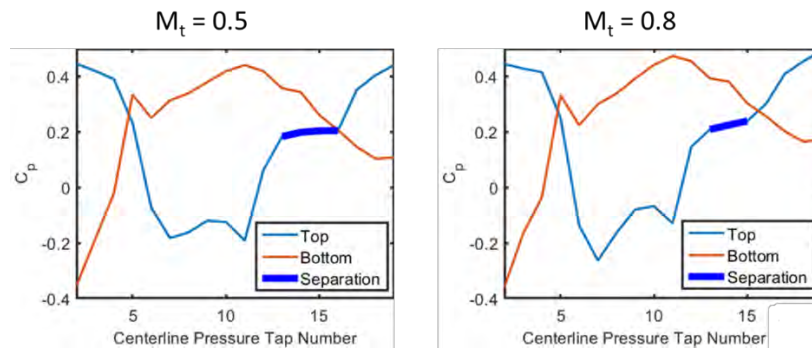 M_t = 0.5
0.4
0.2
0
-0.2
-0.4
C_p
5
10
15
Centerline Pressure Tap Number
Top
Bottom
Separation
M_t = 0.8
0.4
0.2
0
-0.2
-0.4
C_p
5
10
15
Centerline Pressure Tap Number
Top
Bottom
Separation